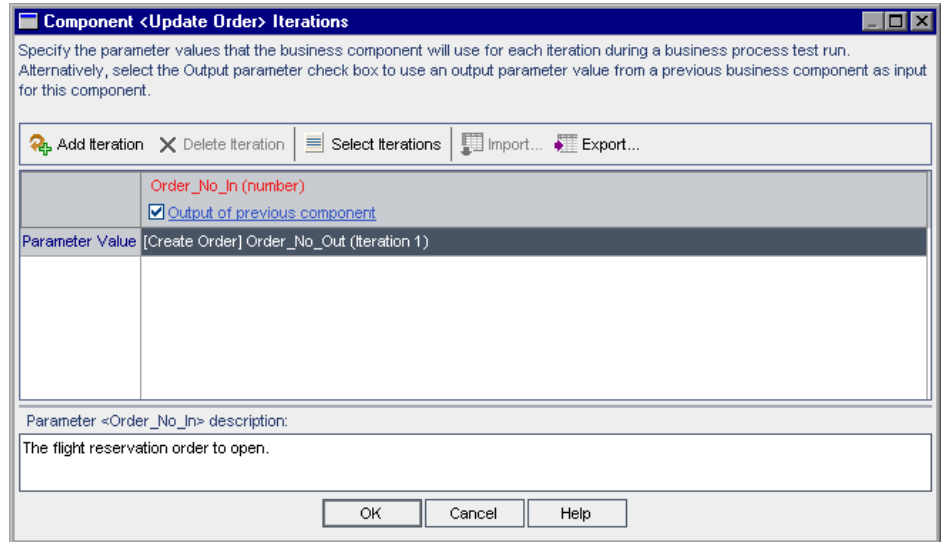 Component <Update Order> Iterations
Specify the parameter values that the business component will use for each iteration during a business process test run.
Alternatively, select the Output parameter check box to use an output parameter value from a previous business component as input
for this component.
Add Iteration Delete Iteration Select Iterations Import... Export...
Order_No_In (number)
Output of previous component
Parameter Value [Create Order] Order_No_Out (Iteration 1)
Parameter <Order_No_In> description:
The flight reservation order to open.
OK Cancel Help